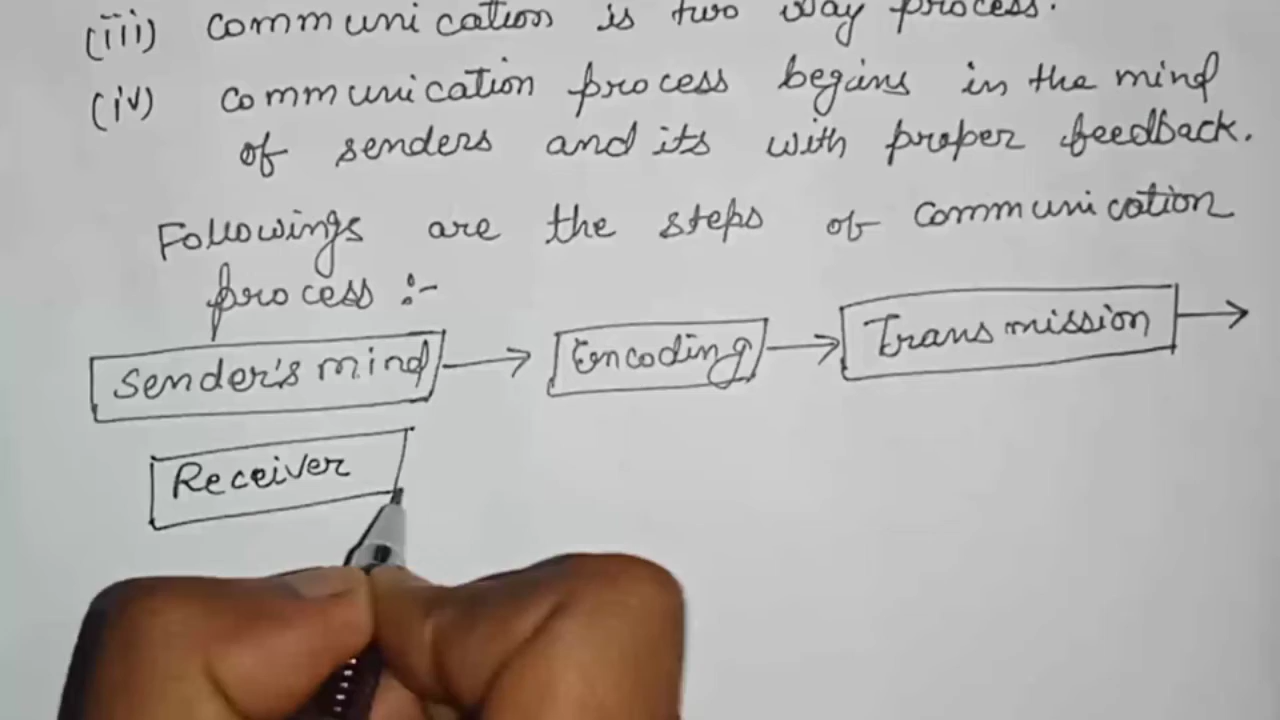 (iii) communication is two way process.
(iv) communication process begins in the mind
of senders and its with proper feedback.
Followings are the steps of communication
process :-
Sender's mind → Encoding → Transmission →
Receiver